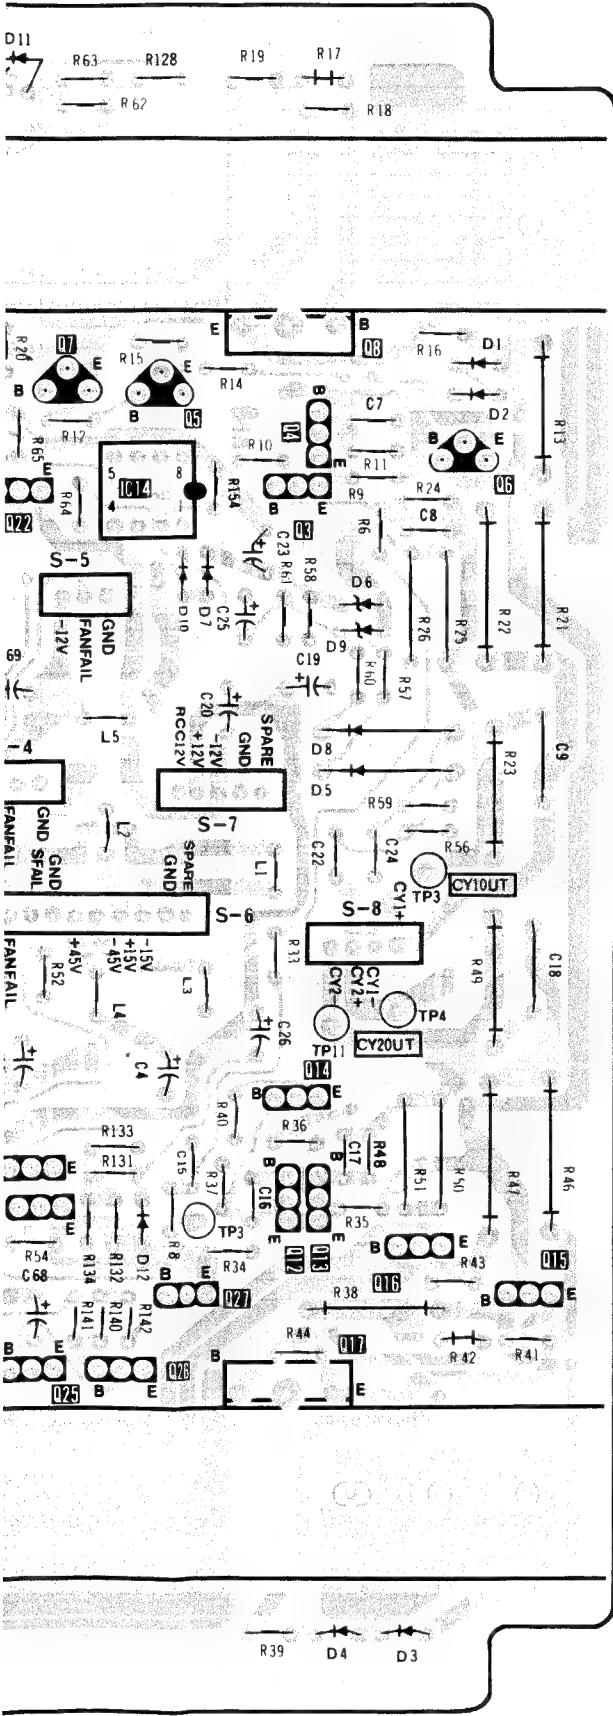 D11
R63
R128
R19
R17
R62
R18
E
B
R20
Q7
E
B
R15
B
E
Q5
R14
Q8
R16
D1
D2
R13
B
Q4
E
C7
R12
R65
R10
R11
B
E
Q6
5
8
IC14
4
R154
R9
R24
E
Q22
R64
B
E
Q3
R6
C8
C23
R61
R58
S-5
D10
D7
C25
D6
D9
R26
R25
R22
R21
-12V
FANFAIL
GND
69
C19
R60
R57
C20
RCC12V
+12V
-12V
GND
SPARE
L5
D8
R23
C9
D5
-4
S-7
R59
R56
FANFAIL
GND
SFAIL
GND
L2
SPARE
GND
L1
C22
C24
TP3
CY1OUT
S-6
S-8
CY1+
FANFAIL
R52
+45V
-45V
+15V
-15V
L4
L3
R33
CY2-
CY2+
CY1-
R49
C18
TP11
TP4
CY2OUT
C4
C26
Q14
B
E
R40
R36
R133
R131
C15
R37
C16
B
B
C17
R48
R51
R50
R47
R46
E
E
R54
R134
R132
D12
R8
TP3
R34
E
E
Q12
Q13
R35
B
E
Q15
C68
B
E
Q27
R38
Q16
R43
B
E
R141
R140
R142
R44
Q17
R42
R41
E
Q25
B
E
Q26
B
E
R39
D4
D3